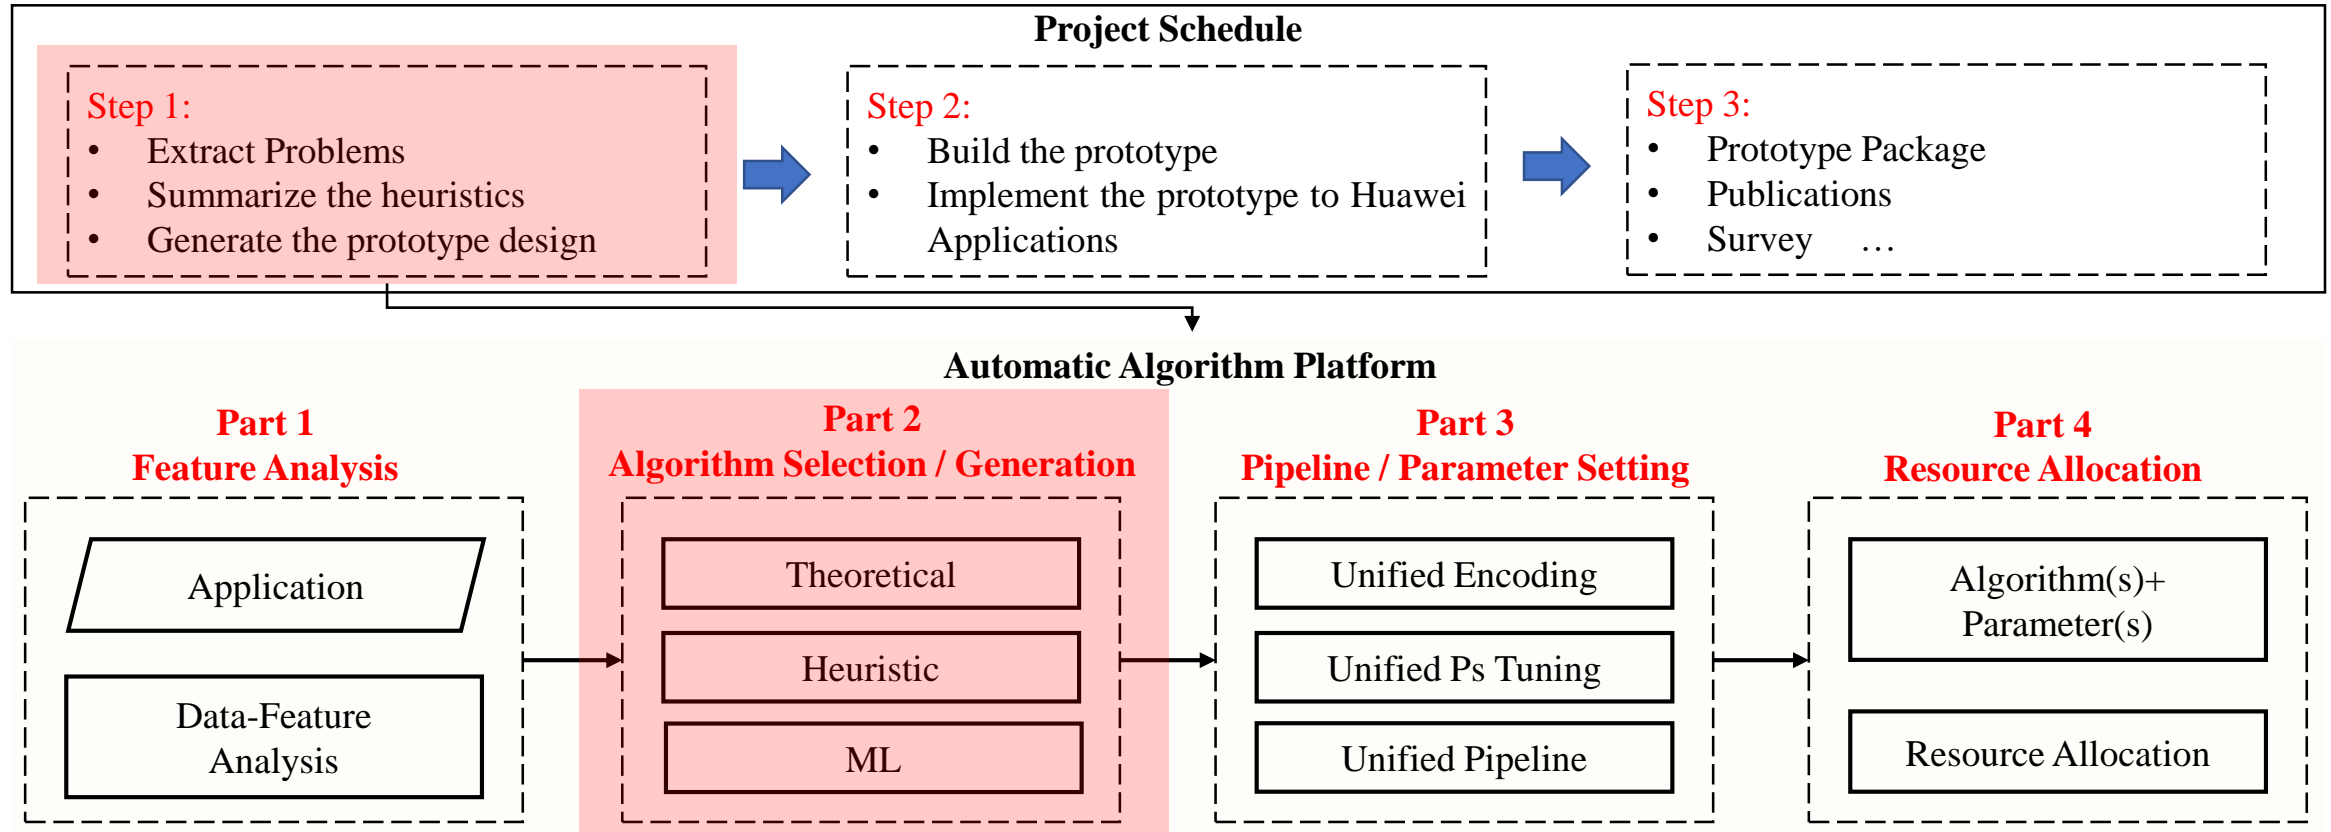 Project Schedule
Step 1:
• Extract Problems
• Summarize the heuristics
• Generate the prototype design
Step 2:
• Build the prototype
• Implement the prototype to Huawei
Applications
Step 3:
• Prototype Package
• Publications
• Survey …
Automatic Algorithm Platform
Part 1
Feature Analysis
Application
Data-Feature
Analysis
Part 2
Algorithm Selection / Generation
Theoretical
Heuristic
ML
Part 3
Pipeline / Parameter Setting
Unified Encoding
Unified Ps Tuning
Unified Pipeline
Part 4
Resource Allocation
Algorithm(s)+
Parameter(s)
Resource Allocation